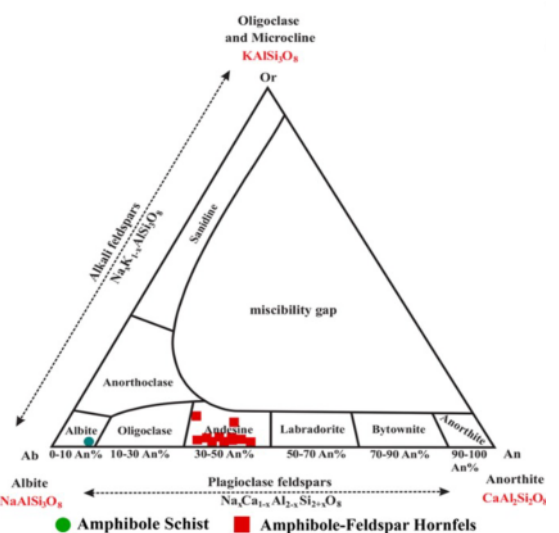 Oligoclase
and Microcline
KAlSi₃O₈
Or
Alkali feldspars
NaₓK₁₋ₓAlSi₃O₈
Sanidine
miscibility gap
Anorthoclase
Albite
Oligoclase
Andesine
Labradorite
Bytownite
Anorthite
Ab
0-10 An%
10-30 An%
30-50 An%
50-70 An%
70-90 An%
90-100
An%
An
Albite
NaAlSi₃O₈
Plagioclase feldspars
NaₓCa₁₋ₓAl₂₋ₓSi₂₊ₓO₈
Anorthite
CaAl₂Si₂O₈
Amphibole Schist
Amphibole-Feldspar Hornfels